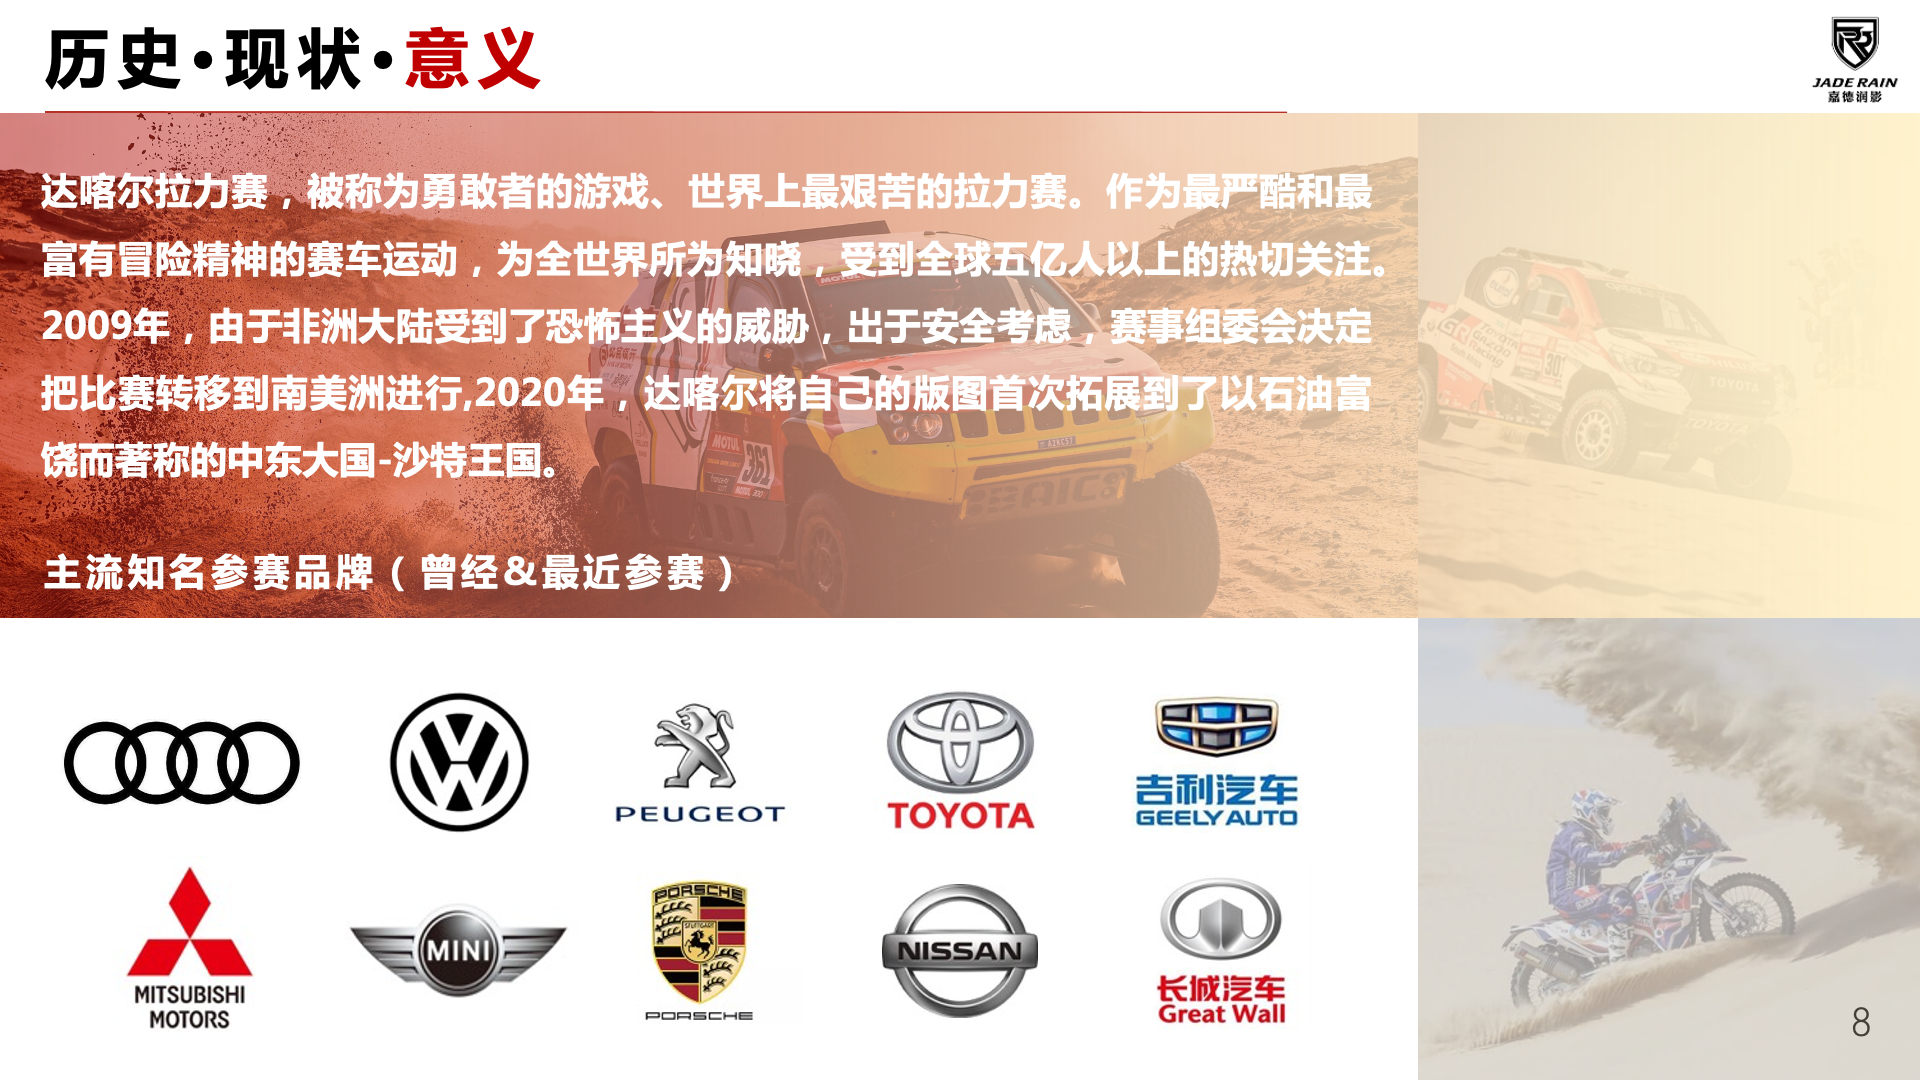 历史·现状·意义
JADE RAIN
嘉德润影
达喀尔拉力赛，被称为勇敢者的游戏、世界上最艰苦的拉力赛。作为最严酷和最
富有冒险精神的赛车运动，为全世界所为知晓，受到全球五亿人以上的热切关注。
2009年，由于非洲大陆受到了恐怖主义的威胁，出于安全考虑，赛事组委会决定
把比赛转移到南美洲进行,2020年，达喀尔将自己的版图首次拓展到了以石油富
饶而著称的中东大国-沙特王国。
MOTUL
361
BAIC
GR
301
TOYOTA
TOYOTA
主流知名参赛品牌（曾经&最近参赛）
PEUGEOT
TOYOTA
吉利汽车
GEELY AUTO
MITSUBISHI
MOTORS
MINI
PORSCHE
STUTTGART
PORSCHE
NISSAN
长城汽车
Great Wall
8